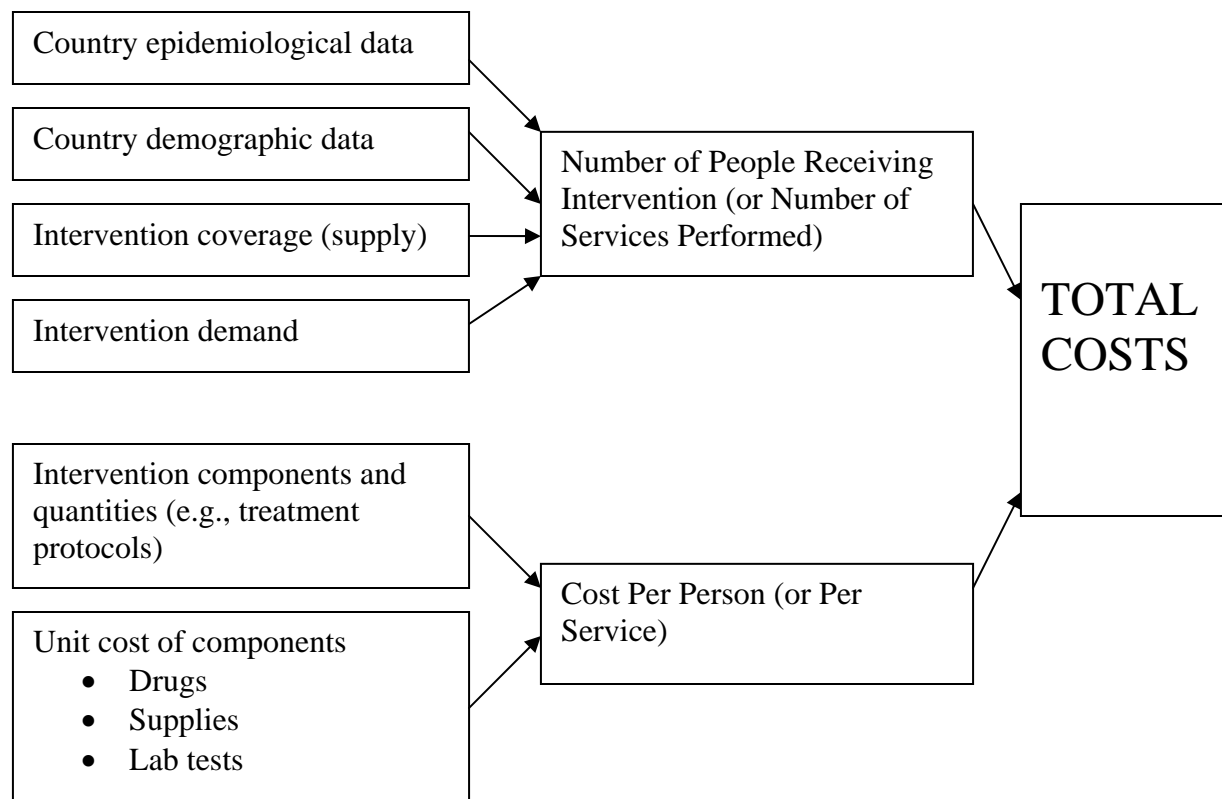 Country epidemiological data
Country demographic data
Intervention coverage (supply)
Intervention demand
Number of People Receiving
Intervention (or Number of
Services Performed)
TOTAL
COSTS
Intervention components and
quantities (e.g., treatment
protocols)
Unit cost of components
• Drugs
• Supplies
• Lab tests
Cost Per Person (or Per
Service)